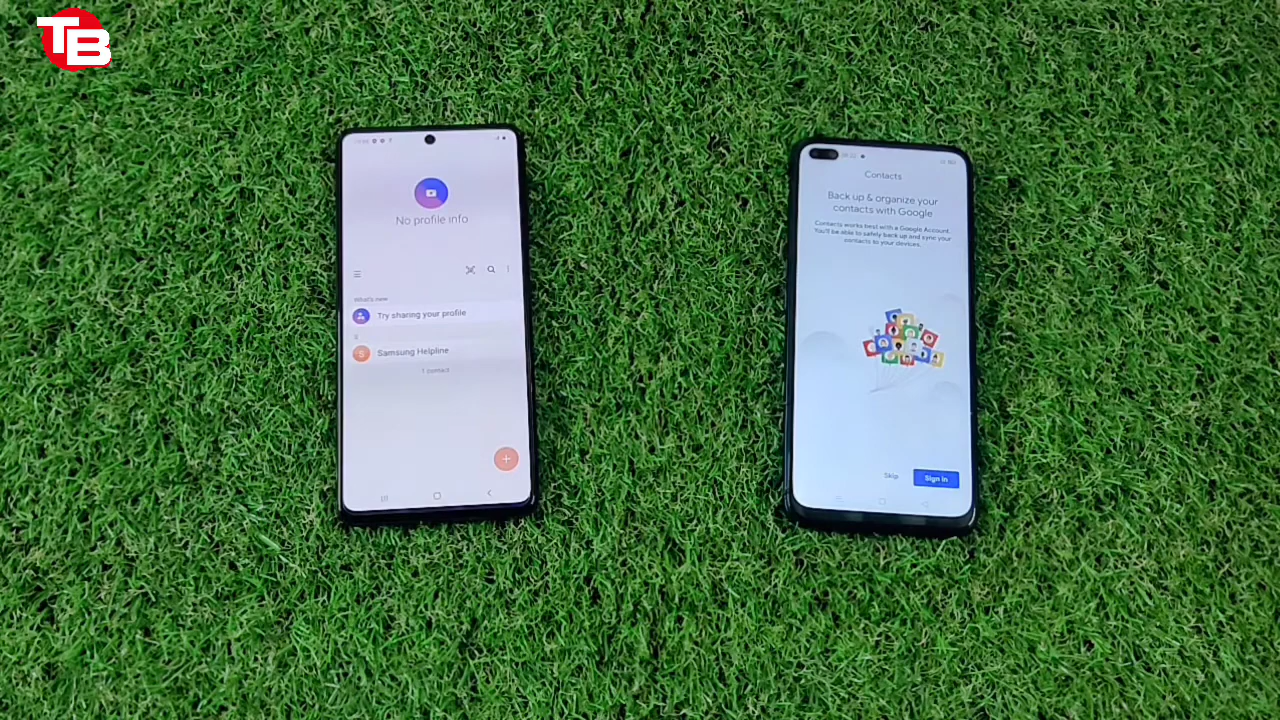 TB
No profile info
What's new
Try sharing your profile
S
S
Samsung Helpline
1 contact
Contacts
Back up & organize your
contacts with Google
Contacts works best with a Google Account.
You'll be able to safely back up and sync your
contacts to your devices.
Skip
Sign in